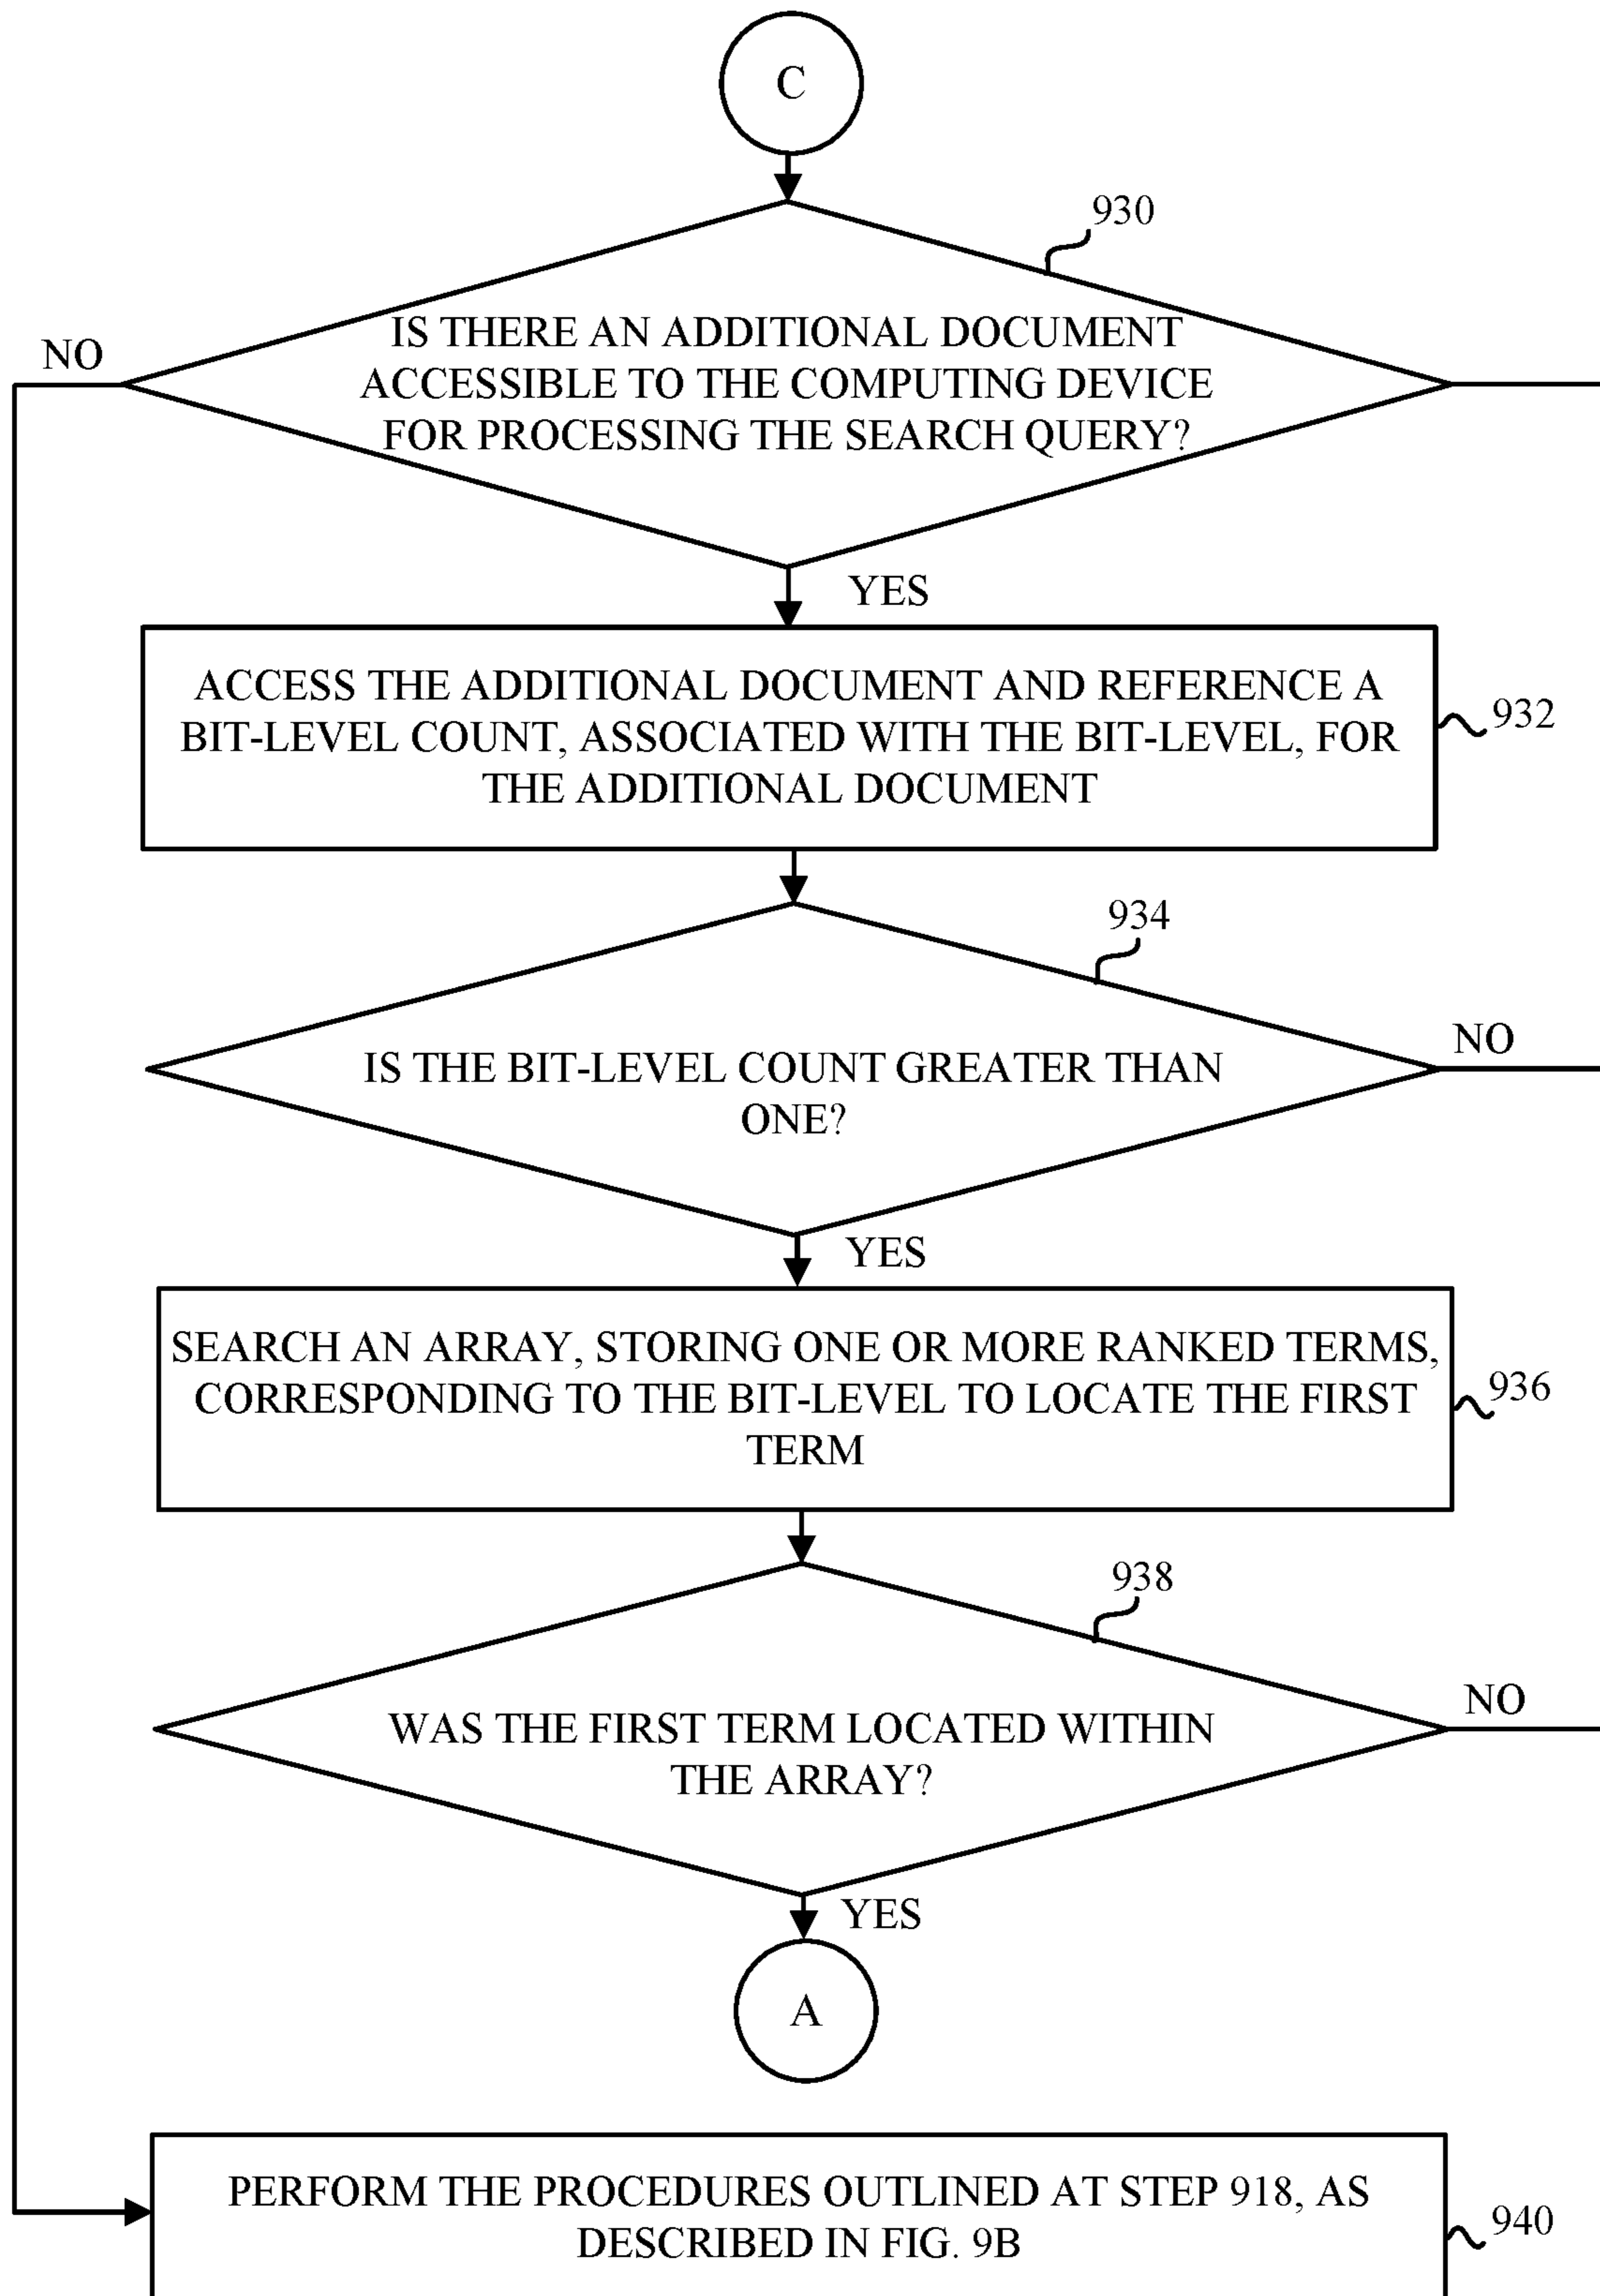 C
930
IS THERE AN ADDITIONAL DOCUMENT
ACCESSIBLE TO THE COMPUTING DEVICE
FOR PROCESSING THE SEARCH QUERY?
NO
YES
ACCESS THE ADDITIONAL DOCUMENT AND REFERENCE A
BIT-LEVEL COUNT, ASSOCIATED WITH THE BIT-LEVEL, FOR
THE ADDITIONAL DOCUMENT
932
934
IS THE BIT-LEVEL COUNT GREATER THAN
ONE?
NO
YES
SEARCH AN ARRAY, STORING ONE OR MORE RANKED TERMS,
CORRESPONDING TO THE BIT-LEVEL TO LOCATE THE FIRST
TERM
936
938
WAS THE FIRST TERM LOCATED WITHIN
THE ARRAY?
NO
YES
A
PERFORM THE PROCEDURES OUTLINED AT STEP 918, AS
DESCRIBED IN FIG. 9B
940